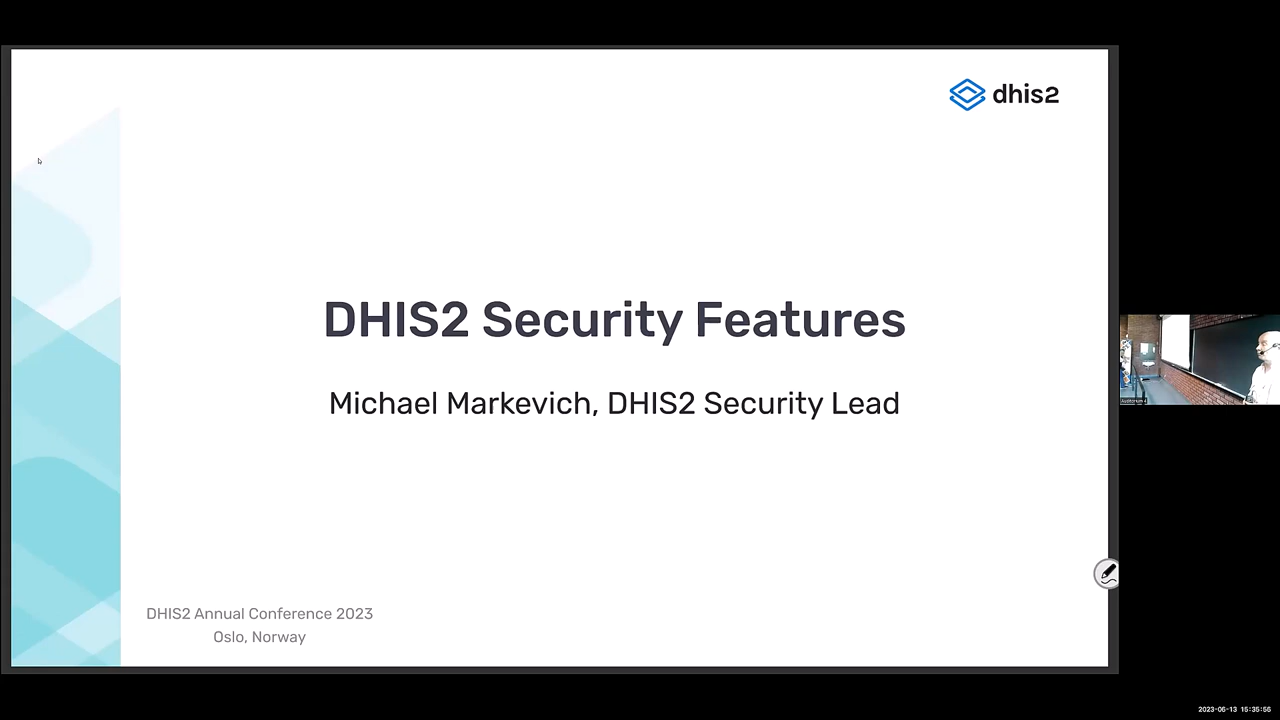 dhis2
DHIS2 Security Features
Michael Markevich, DHIS2 Security Lead
DHIS2 Annual Conference 2023
Oslo, Norway
2023-06-13 15:35:56